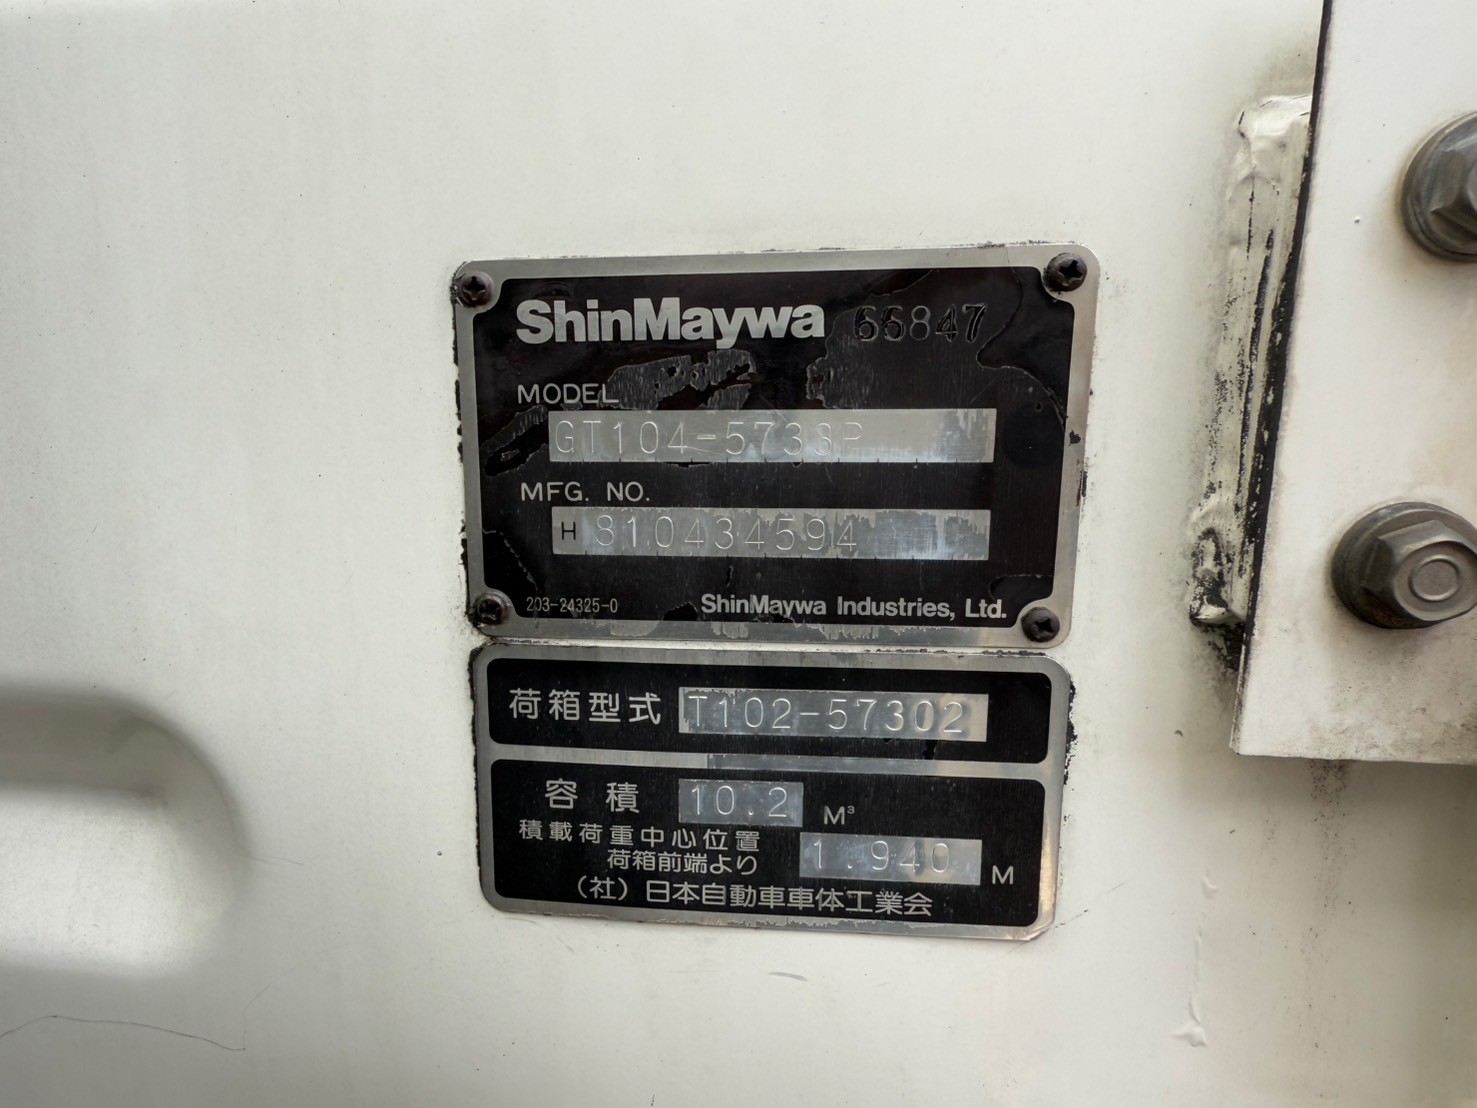 ShinMaywa 66847
MODEL
GT104-5733P
MFG. NO.
H 810434594
203-24325-0 ShinMaywa Industries, Ltd.
荷箱型式 T102-57302
容積 10.2 M³
積載荷重中心位置
荷箱前端より 1.940 M
(社)日本自動車車体工業会